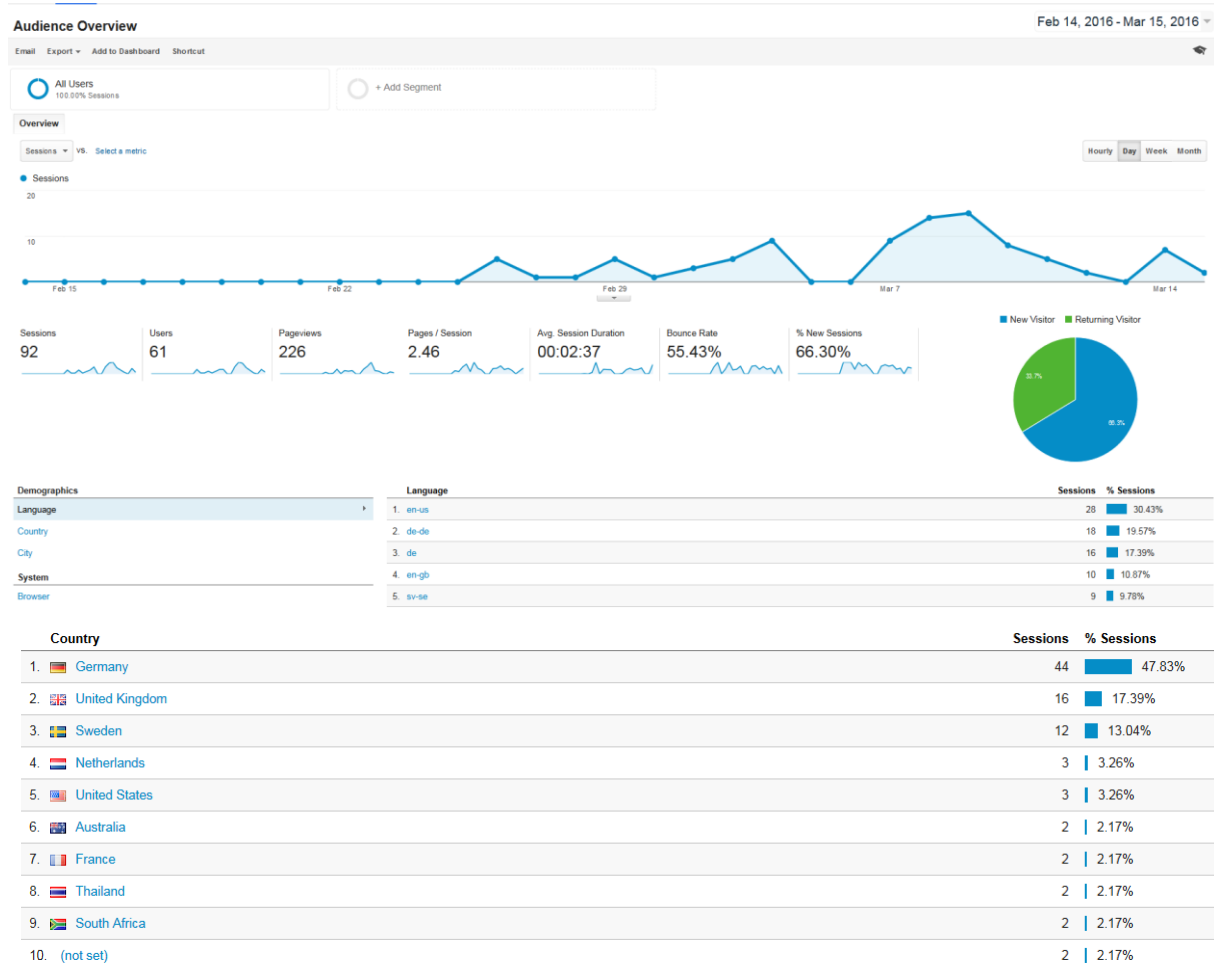 Audience Overview
Feb 14, 2016 - Mar 15, 2016
Email Export Add to Dashboard Shortcut
All Users
100.00% Sessions
+ Add Segment
Overview
Sessions VS. Select a metric
Hourly Day Week Month
Sessions
20
10
Feb 15 Feb 22 Feb 29 Mar 7 Mar 14
New Visitor Returning Visitor
Sessions Users Pageviews Pages / Session Avg. Session Duration Bounce Rate % New Sessions
92 61 226 2.46 00:02:37 55.43% 66.30%
33.7%
66.3%
Demographics
Language
Country
City
System
Browser
Language Sessions % Sessions
1. en-us 28 30.43%
2. de-de 18 19.57%
3. de 16 17.39%
4. en-gb 10 10.87%
5. sv-se 9 9.78%
Country Sessions % Sessions
1. Germany 44 47.83%
2. United Kingdom 16 17.39%
3. Sweden 12 13.04%
4. Netherlands 3 3.26%
5. United States 3 3.26%
6. Australia 2 2.17%
7. France 2 2.17%
8. Thailand 2 2.17%
9. South Africa 2 2.17%
10. (not set) 2 2.17%